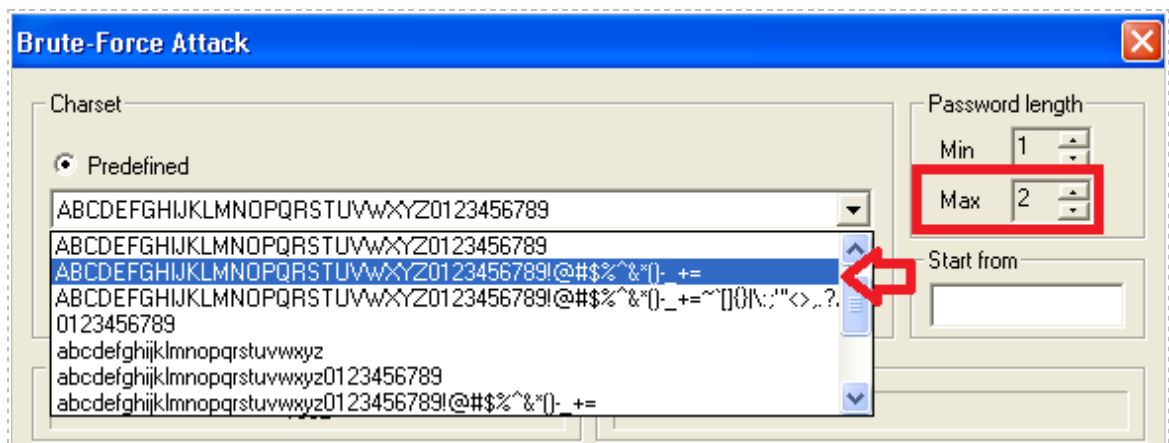 Brute-Force Attack
Charset
Predefined
ABCDEFGHIJKLMNOPQRSTUVWXYZ0123456789
ABCDEFGHIJKLMNOPQRSTUVWXYZ0123456789
ABCDEFGHIJKLMNOPQRSTUVWXYZ0123456789!@#$%^&*()-_+=
ABCDEFGHIJKLMNOPQRSTUVWXYZ0123456789!@#$%^&*()-_+=~`[]{}|\:;'"<>,.?/
0123456789
abcdefghijklmnopqrstuvwxyz
abcdefghijklmnopqrstuvwxyz0123456789
abcdefghijklmnopqrstuvwxyz0123456789!@#$%^&*()-_+=
Password length
Min 1
Max 2
Start from